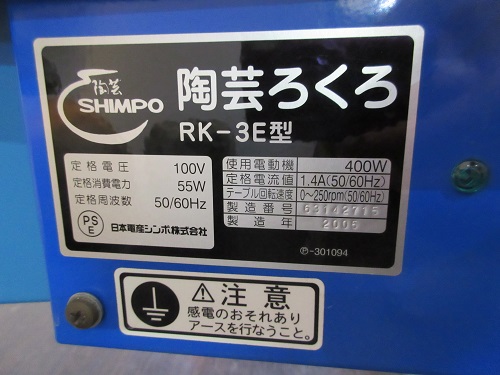 陶芸
SHIMPO
陶芸ろくろ
RK-3E型
定格電圧 100V
定格消費電力 55W
定格周波数 50/60Hz
使用電動機 400W
定格電流値 1.4A(50/60Hz)
テーブル回転速度 0~250rpm(50/60Hz)
製造番号 63142715
製造年 2006
PS
E
日本電産シンポ株式会社
Ⓟ-301094
注意
感電のおそれあり
アースを行なうこと。